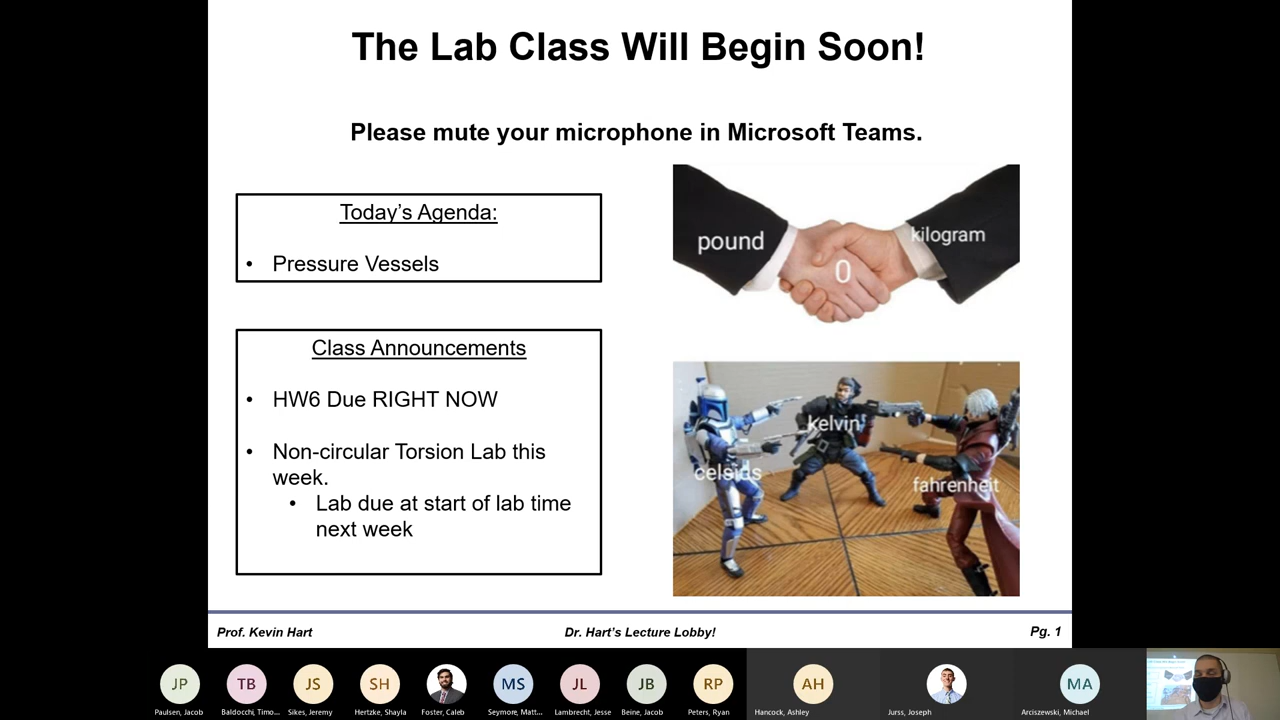 The Lab Class Will Begin Soon!
Please mute your microphone in Microsoft Teams.
Today's Agenda:
• Pressure Vessels
Class Announcements
• HW6 Due RIGHT NOW
• Non-circular Torsion Lab this
week.
• Lab due at start of lab time
next week
pound
kilogram
0
kelvin
celsius
fahrenheit
Prof. Kevin Hart
Dr. Hart's Lecture Lobby!
Pg. 1
JP
TB
JS
SH
MS
JL
JB
RP
AH
MA
Paulsen, Jacob
Baldocchi, Timo...
Sikes, Jeremy
Hertzke, Shayla
Foster, Caleb
Seymore, Matt...
Lambrecht, Jesse
Beine, Jacob
Peters, Ryan
Hancock, Ashley
Jurss, Joseph
Arciszewski, Michael